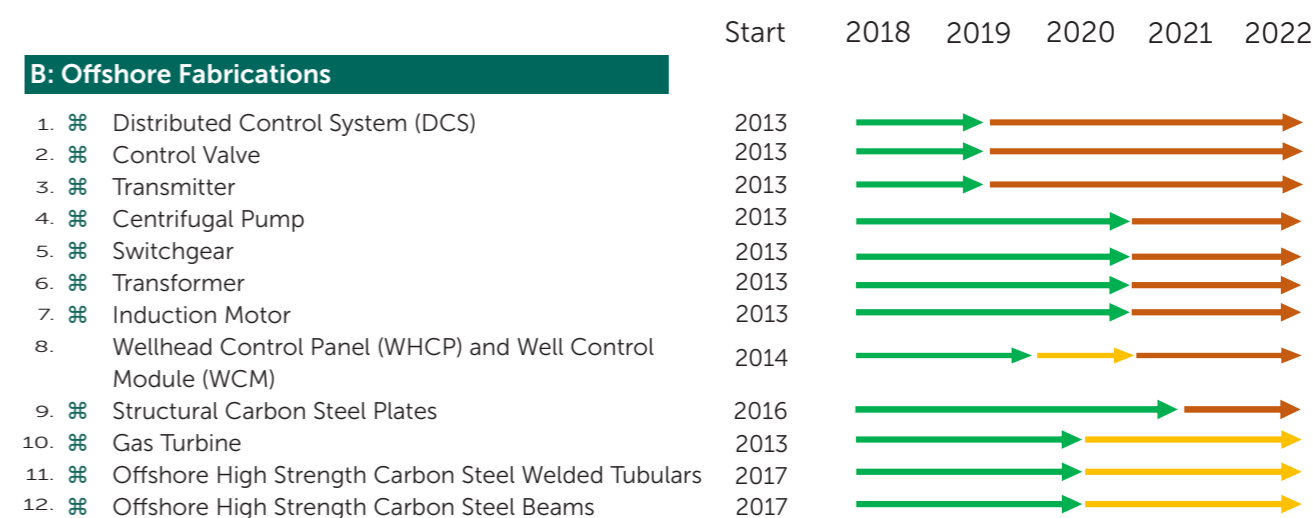 Start 2018 2019 2020 2021 2022
B: Offshore Fabrications
1. ⌘ Distributed Control System (DCS) 2013
2. ⌘ Control Valve 2013
3. ⌘ Transmitter 2013
4. ⌘ Centrifugal Pump 2013
5. ⌘ Switchgear 2013
6. ⌘ Transformer 2013
7. ⌘ Induction Motor 2013
8. Wellhead Control Panel (WHCP) and Well Control 2014
Module (WCM)
9. ⌘ Structural Carbon Steel Plates 2016
10. ⌘ Gas Turbine 2013
11. ⌘ Offshore High Strength Carbon Steel Welded Tubulars 2017
12. ⌘ Offshore High Strength Carbon Steel Beams 2017